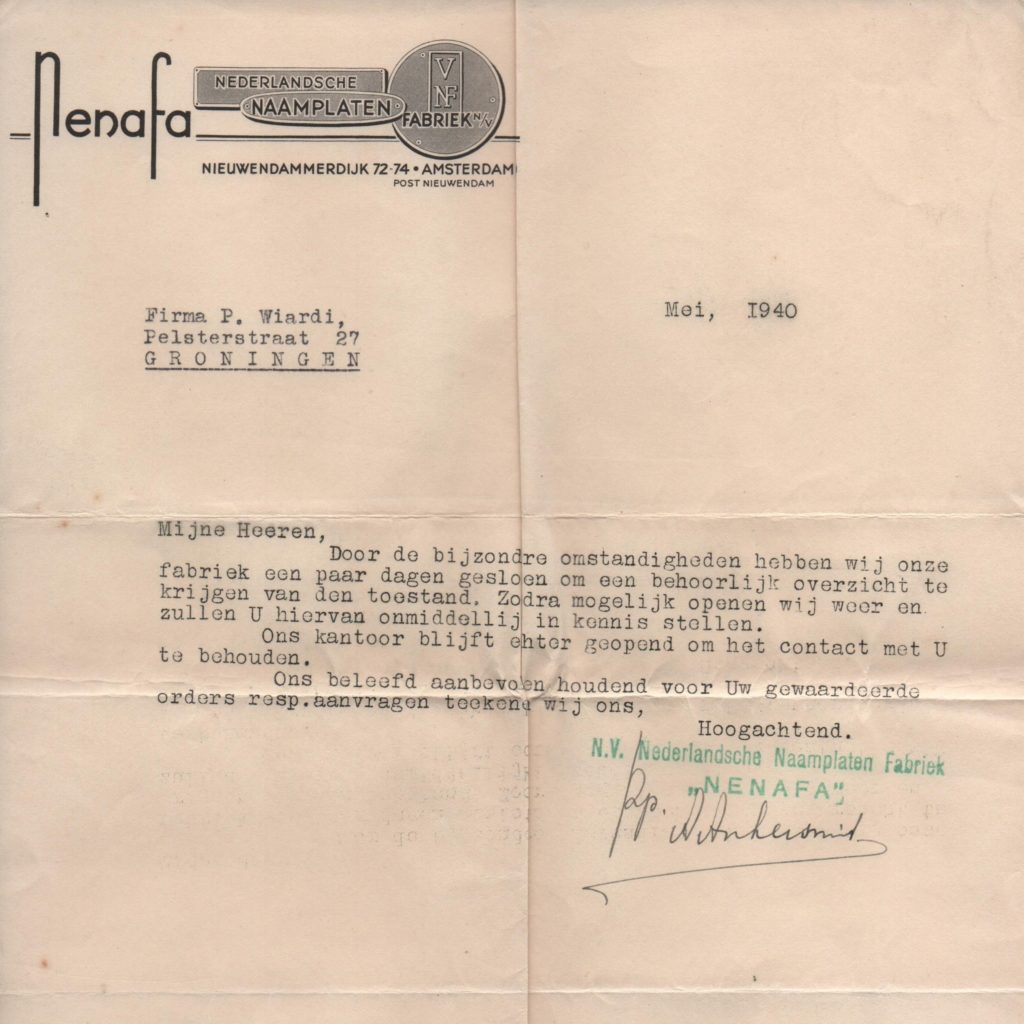 Nenafa
NEDERLANDSCHE
NAAMPLATEN
FABRIEK N/V
VNF
NIEUWENDAMMERDIJK 72-74 • AMSTERDAM
POST NIEUWENDAM
Mei, I940
Firma P. Wiardi,
Pelsterstraat 27
GRONINGEN
Mijne Heeren,
Door de bijzondre omstandigheden hebben wij onze
fabriek een paar dagen gesloen om een behoorlijk overzicht te
krijgen van den toestand. Zodra mogelijk openen wij weer en
zullen U hiervan onmiddellij in kennis stellen.
Ons kantoor blijft ehter geopend om het contact met U
te behouden.
Ons beleefd aanbevoen houdend voor Uw gewaardeerde
orders resp.aanvragen teekend wij ons,
Hoogachtend.
N.V. Nederlandsche Naamplaten Fabriek
„NENAFA"
pp. Ankersmit